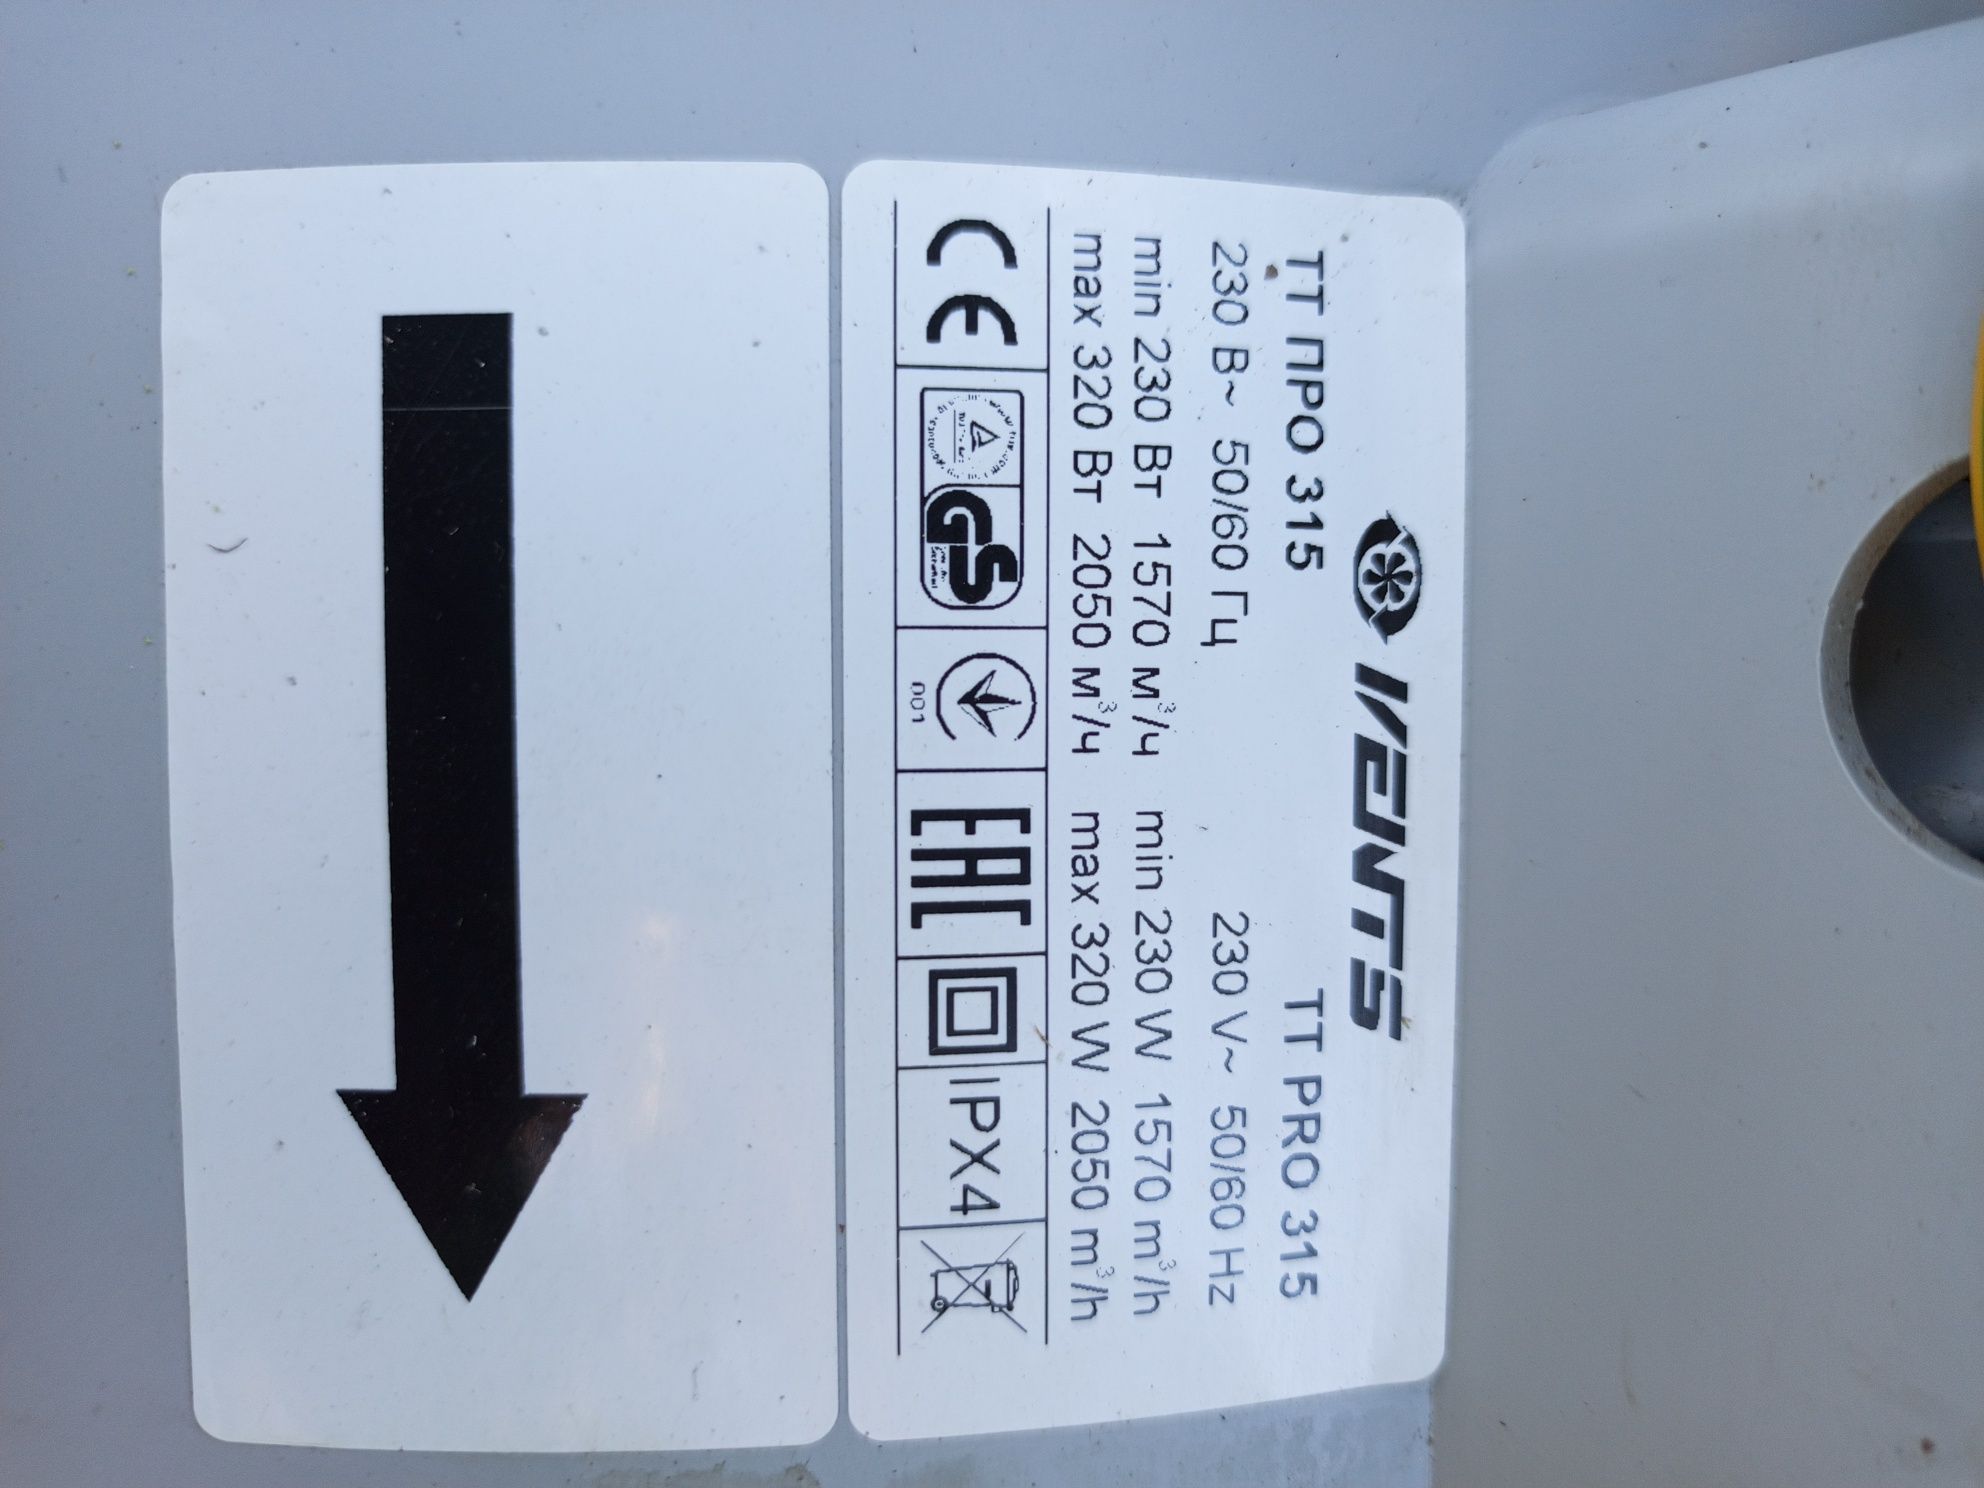 VENTS
ТТ ПРО 315 TT PRO 315
230 В~ 50/60 Гц 230 V~ 50/60 Hz
min 230 Вт 1570 м³/ч min 230 W 1570 m³/h
max 320 Вт 2050 м³/ч max 320 W 2050 m³/h
CE GS 001 EAC IPX4